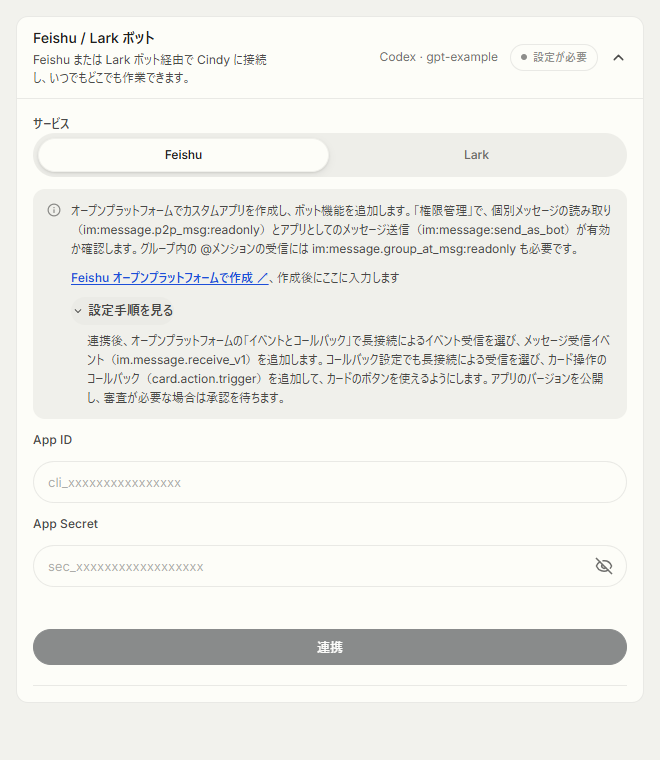 Feishu / Lark ボット
Feishu または Lark ボット経由で Cindy に接続
し、いつでもどこでも作業できます。
Codex · gpt-example
設定が必要
サービス
Feishu
Lark
オープンプラットフォームでカスタムアプリを作成し、ボット機能を追加します。「権限管理」で、個別メッセージの読み取り
（im:message.p2p_msg:readonly）とアプリとしてのメッセージ送信（im:message:send_as_bot）が有効
か確認します。グループ内の @メンションの受信には im:message.group_at_msg:readonly も必要です。
Feishu オープンプラットフォームで作成 ↗、作成後にここに入力します
設定手順を見る
連携後、オープンプラットフォームの「イベントとコールバック」で長接続によるイベント受信を選び、メッセージ受信イベ
ント（im.message.receive_v1）を追加します。コールバック設定でも長接続による受信を選び、カード操作の
コールバック（card.action.trigger）を追加して、カードのボタンを使えるようにします。アプリのバージョンを公開
し、審査が必要な場合は承認を待ちます。
App ID
cli_xxxxxxxxxxxxxxxx
App Secret
sec_xxxxxxxxxxxxxxxxxx
連携